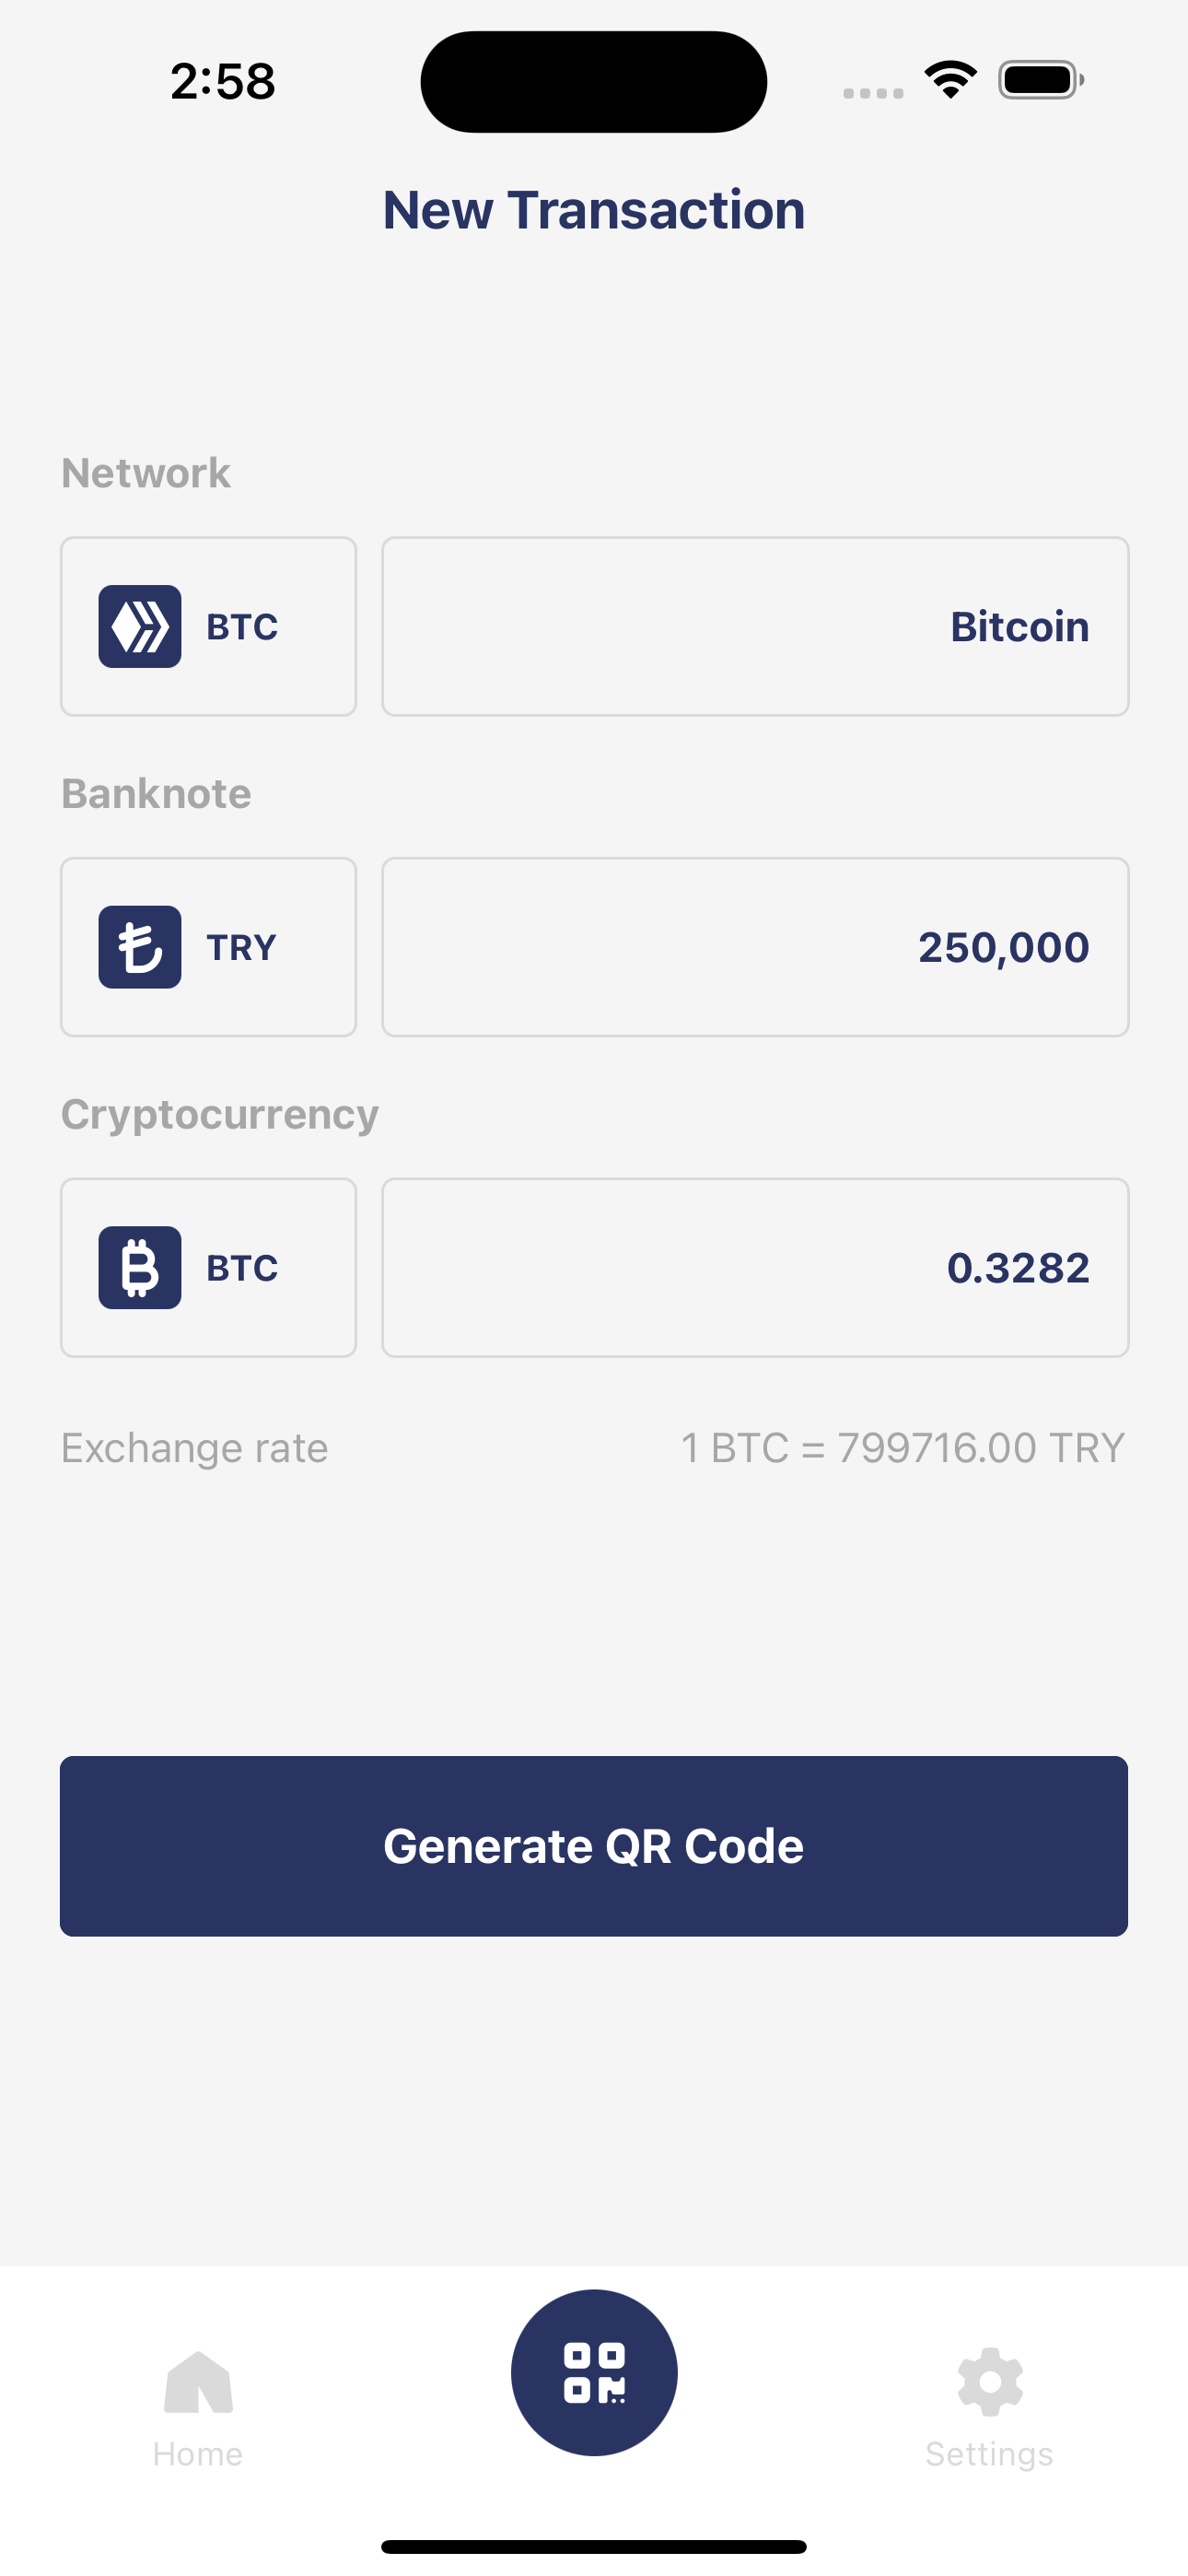 2:58
New Transaction
Network
BTC
Bitcoin
Banknote
TRY
250,000
Cryptocurrency
BTC
0.3282
Exchange rate
1 BTC = 799716.00 TRY
Generate QR Code
Home
Settings